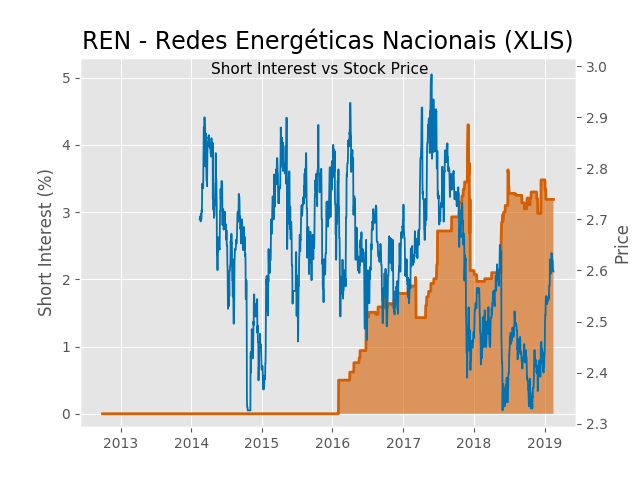 REN - Redes Energéticas Nacionais (XLIS)
Short Interest vs Stock Price
Short Interest (%)
5
4
3
2
1
0
3.0
2.9
2.8
2.7
2.6
2.5
2.4
2.3
Price
2013 2014 2015 2016 2017 2018 2019